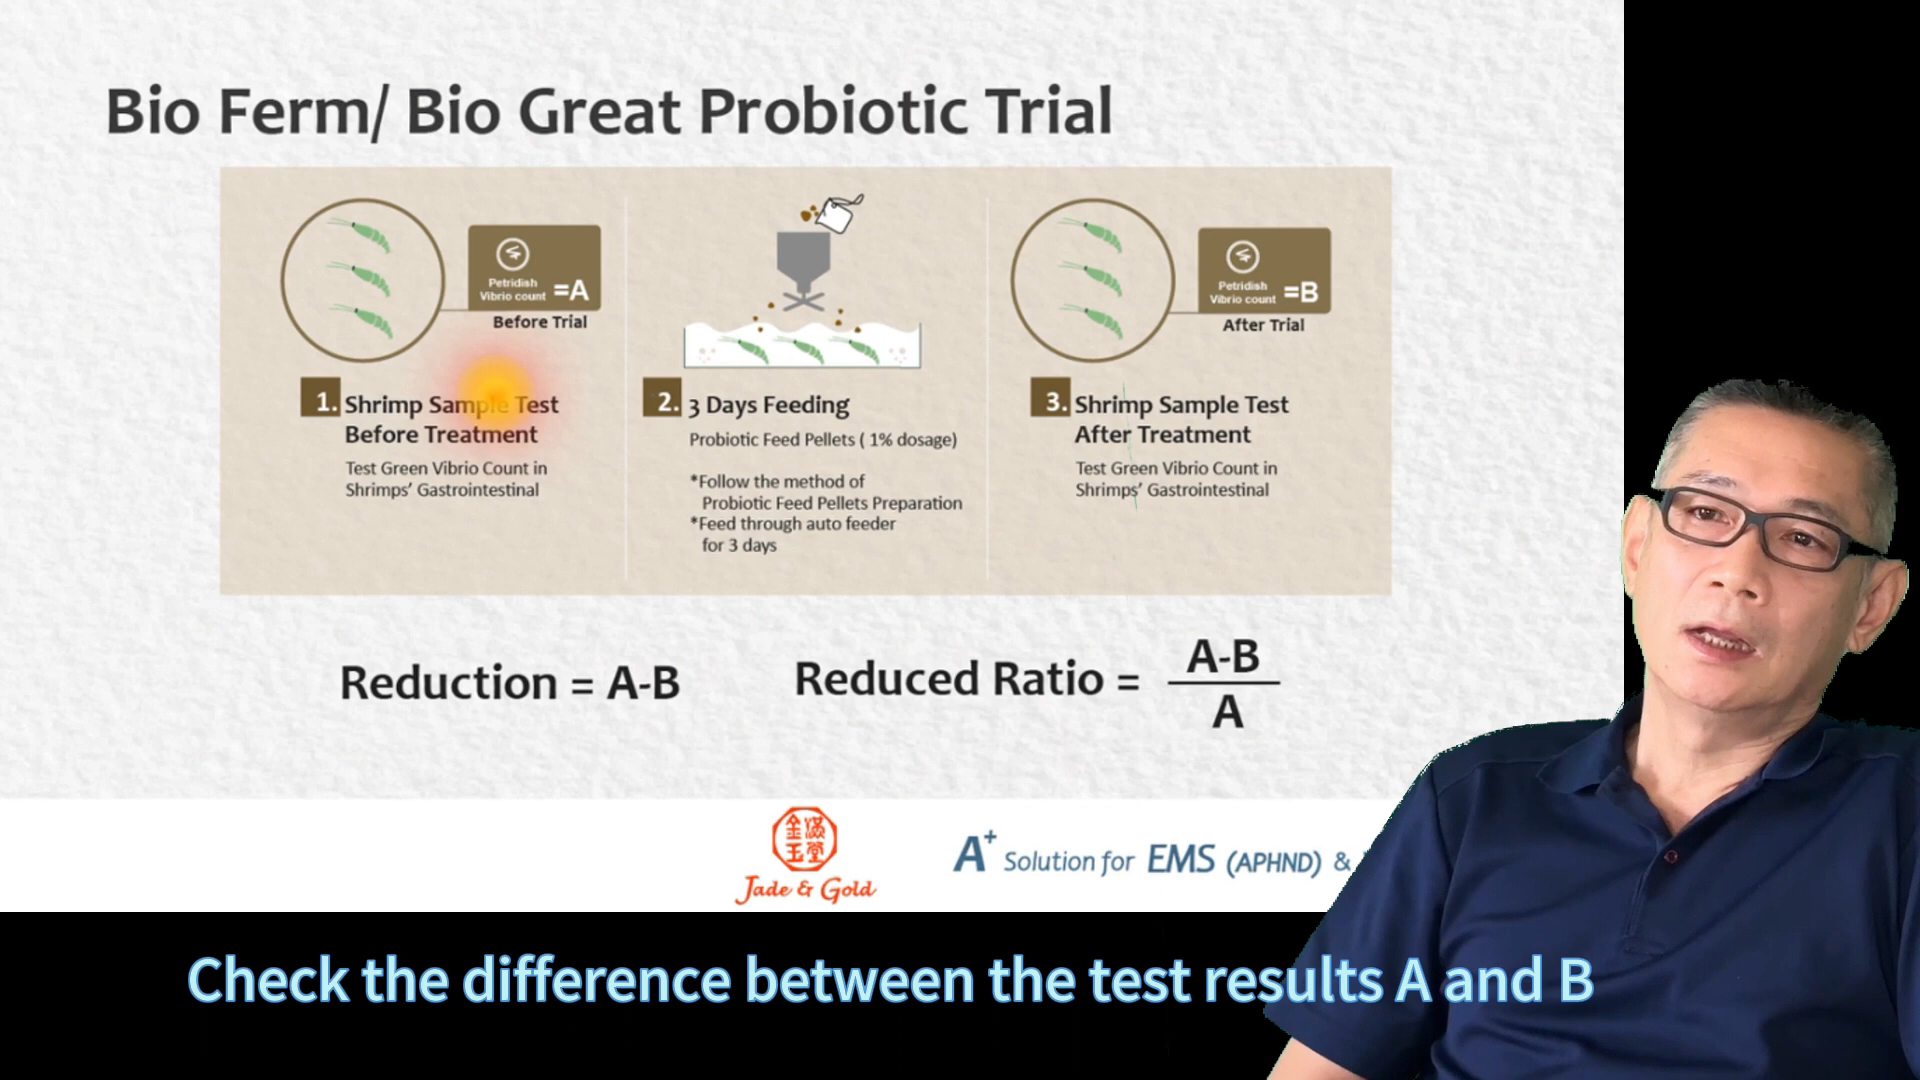 Bio Ferm/ Bio Great Probiotic Trial
Petridish
Vibrio count =A
Before Trial
1. Shrimp Sample Test
Before Treatment
Test Green Vibrio Count in
Shrimps’ Gastrointestinal
2. 3 Days Feeding
Probiotic Feed Pellets ( 1% dosage)
*Follow the method of
Probiotic Feed Pellets Preparation
*Feed through auto feeder
for 3 days
Petridish
Vibrio count =B
After Trial
3. Shrimp Sample Test
After Treatment
Test Green Vibrio Count in
Shrimps’ Gastrointestinal
Reduction = A-B
Reduced Ratio = A-B
A
金滿
玉堂
Jade & Gold
A+ Solution for EMS (APHND) &
Check the difference between the test results A and B